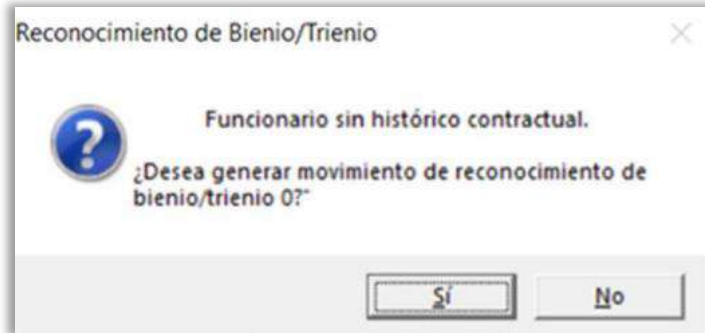 Reconocimiento de Bienio/Trienio
Funcionario sin histórico contractual.
¿Desea generar movimiento de reconocimiento de
bienio/trienio 0?"
Sí
No